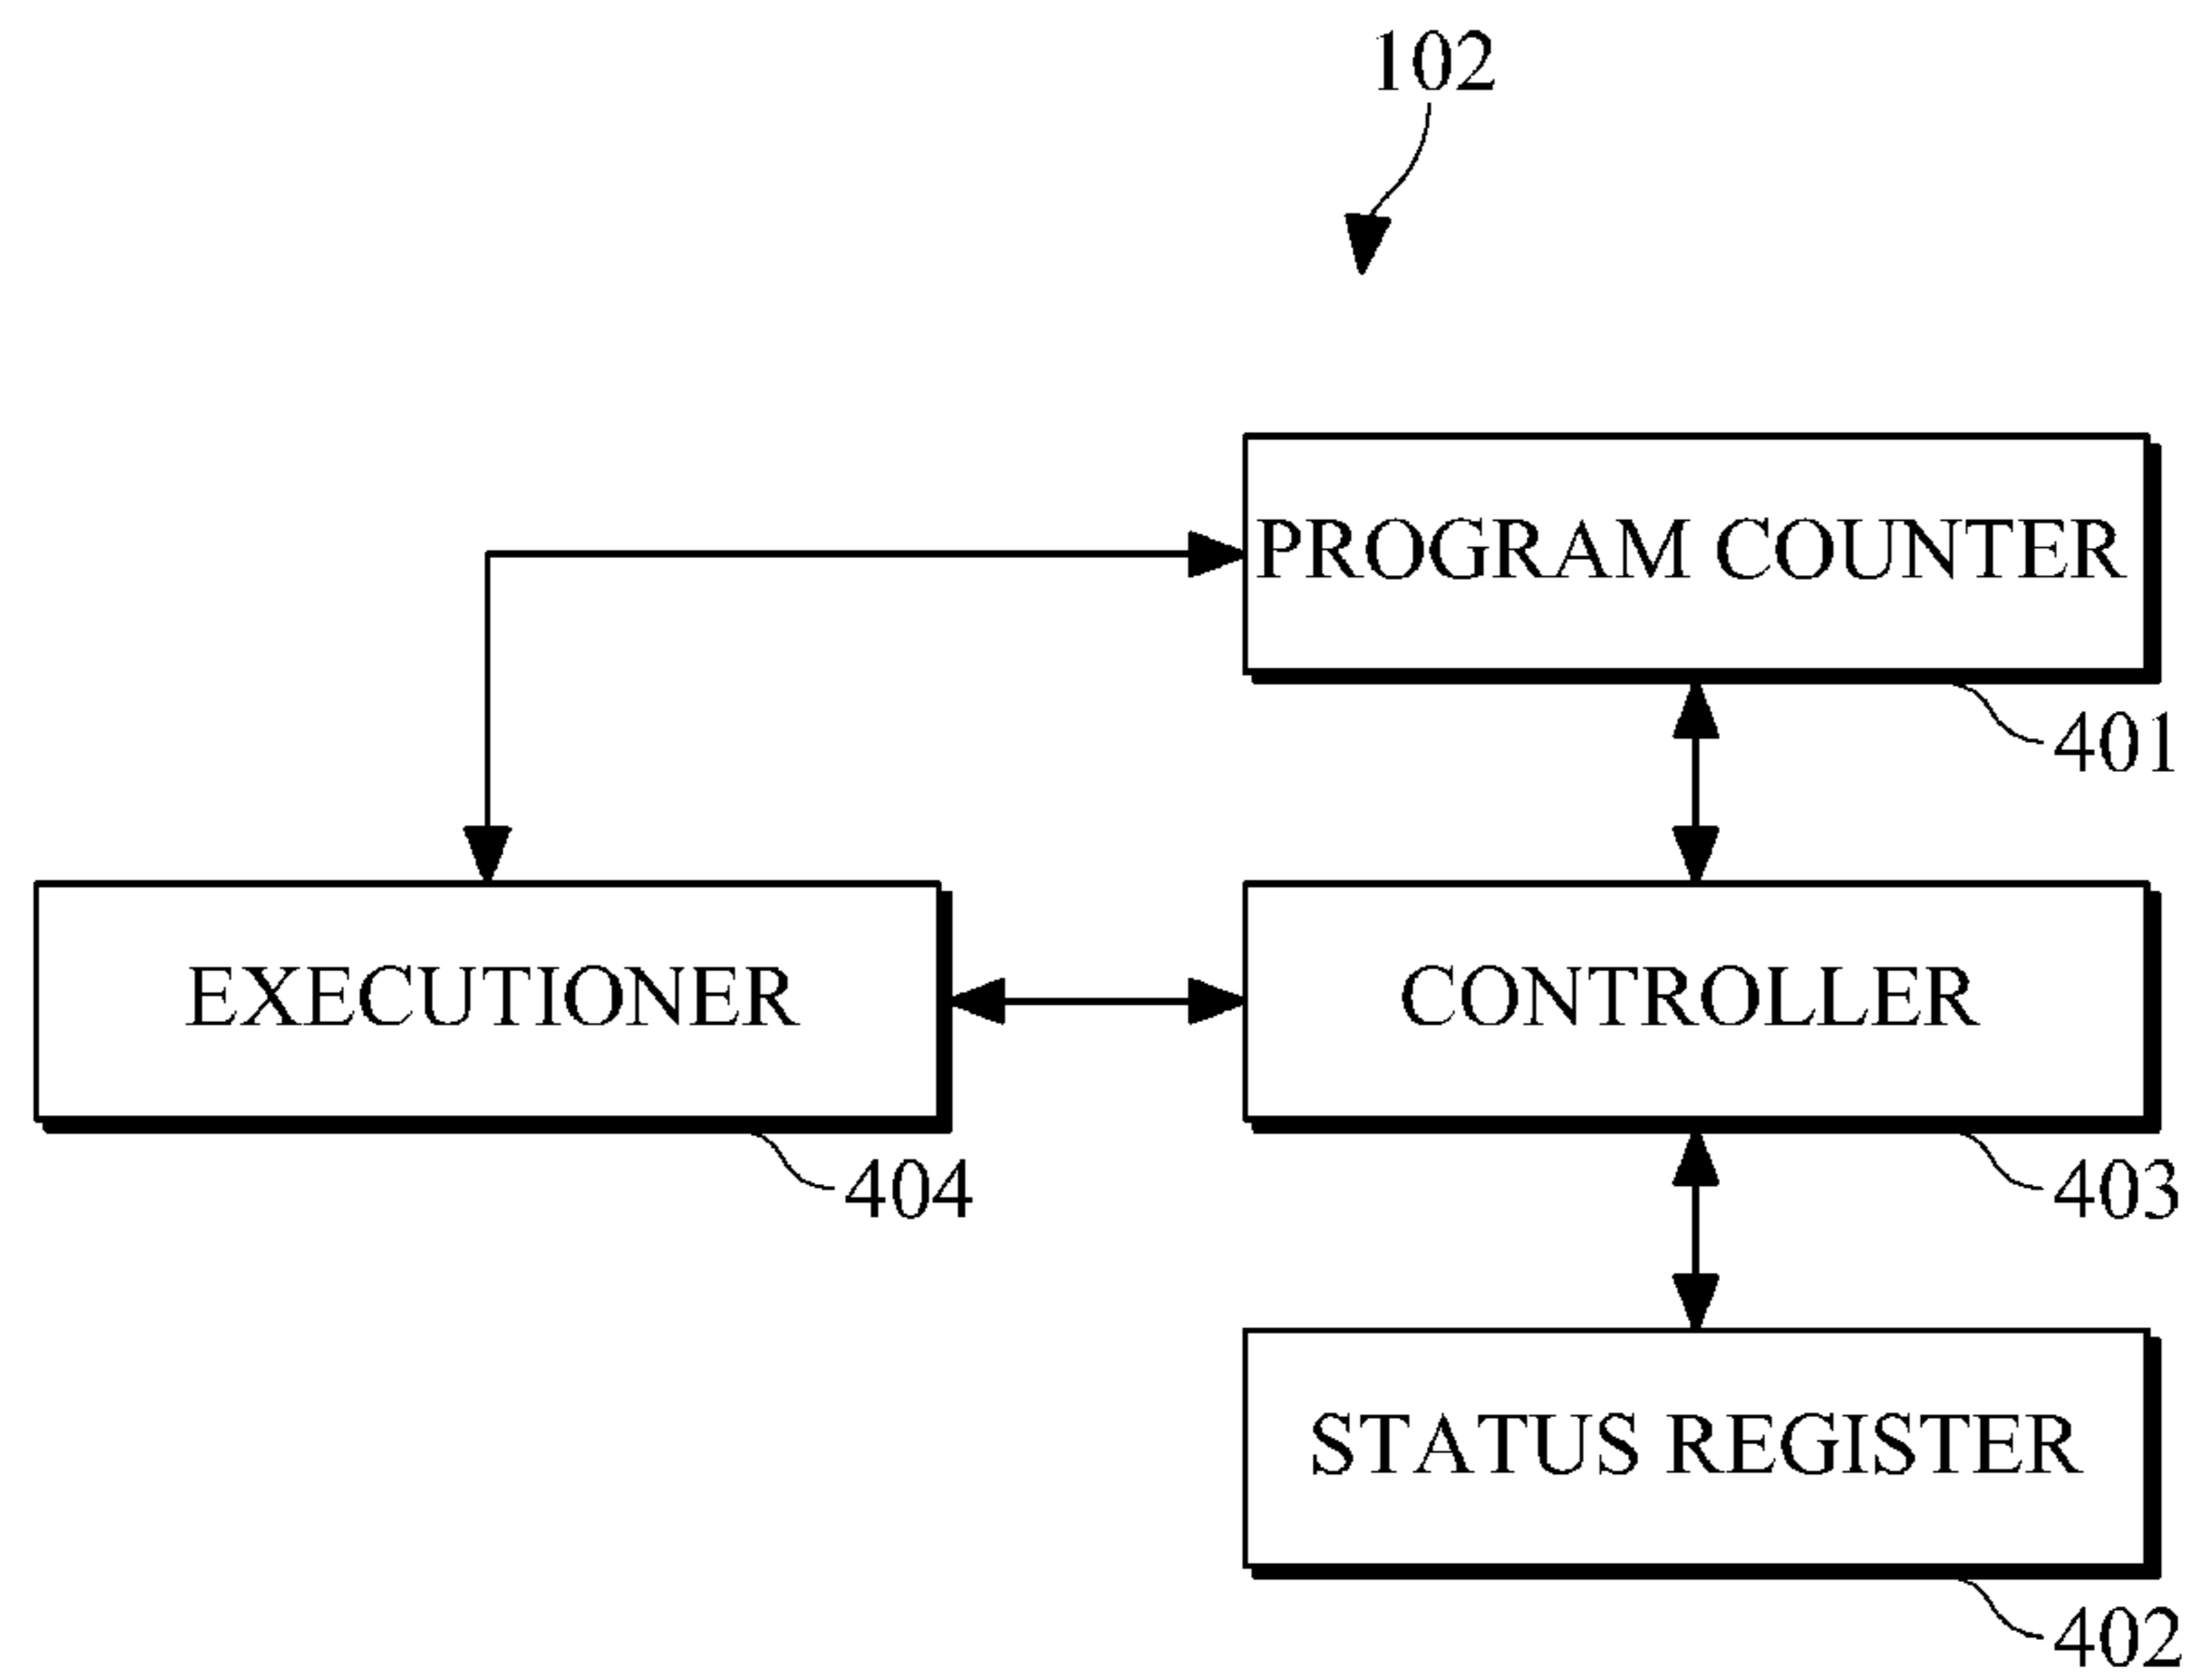 102
PROGRAM COUNTER
401
EXECUTIONER
CONTROLLER
404
403
STATUS REGISTER
402